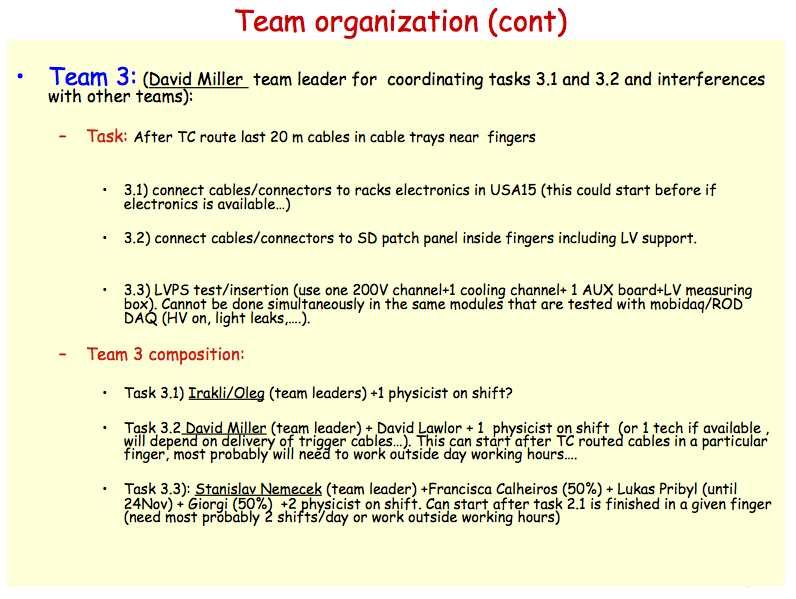 Team organization (cont)
• Team 3: (David Miller team leader for coordinating tasks 3.1 and 3.2 and interferences
with other teams):
– Task: After TC route last 20 m cables in cable trays near fingers
• 3.1) connect cables/connectors to racks electronics in USA15 (this could start before if
electronics is available…)
• 3.2) connect cables/connectors to SD patch panel inside fingers including LV support.
• 3.3) LVPS test/insertion (use one 200V channel+1 cooling channel+ 1 AUX board+LV measuring
box). Cannot be done simultaneously in the same modules that are tested with mobidaq/ROD
DAQ (HV on, light leaks,….).
– Team 3 composition:
• Task 3.1) Irakli/Oleg (team leaders) +1 physicist on shift?
• Task 3.2 David Miller (team leader) + David Lawlor + 1 physicist on shift (or 1 tech if available ,
will depend on delivery of trigger cables…). This can start after TC routed cables in a particular
finger, most probably will need to work outside day working hours….
• Task 3.3): Stanislav Nemecek (team leader) +Francisca Calheiros (50%) + Lukas Pribyl (until
24Nov) + Giorgi (50%) +2 physicist on shift. Can start after task 2.1 is finished in a given finger
(need most probably 2 shifts/day or work outside working hours)